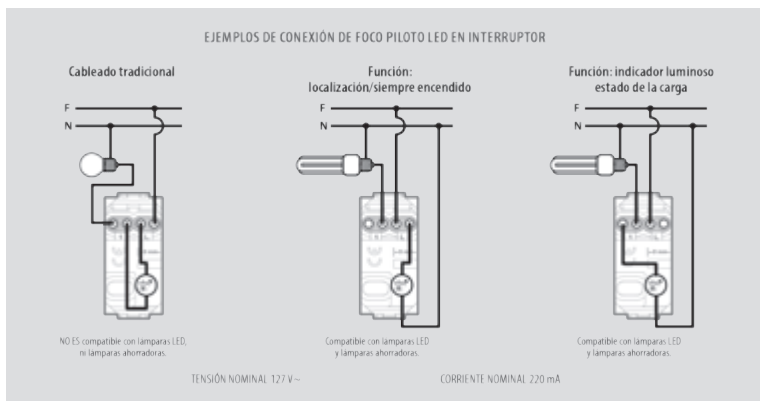 EJEMPLOS DE CONEXIÓN DE FOCO PILOTO LED EN INTERRUPTOR
Cableado tradicional
F
N
NO ES compatible con lámparas LED,
ni lámparas ahorradoras.
Función:
localización/siempre encendido
F
N
Compatible con lámparas LED
y lámparas ahorradoras.
Función: indicador luminoso
estado de la carga
F
N
Compatible con lámparas LED
y lámparas ahorradoras.
TENSIÓN NOMINAL 127 V~
CORRIENTE NOMINAL 220 mA